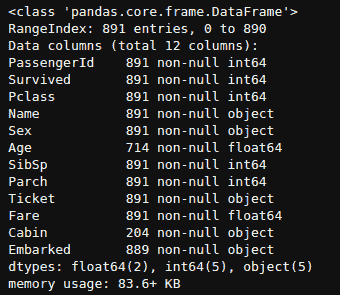 <class 'pandas.core.frame.DataFrame'>
RangeIndex: 891 entries, 0 to 890
Data columns (total 12 columns):
PassengerId    891 non-null int64
Survived       891 non-null int64
Pclass         891 non-null int64
Name           891 non-null object
Sex            891 non-null object
Age            714 non-null float64
SibSp          891 non-null int64
Parch          891 non-null int64
Ticket         891 non-null object
Fare           891 non-null float64
Cabin          204 non-null object
Embarked       889 non-null object
dtypes: float64(2), int64(5), object(5)
memory usage: 83.6+ KB